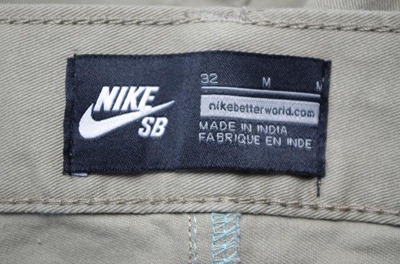 NIKE
SB
32 M M
nikebetterworld.com
MADE IN INDIA
FABRIQUE EN INDE